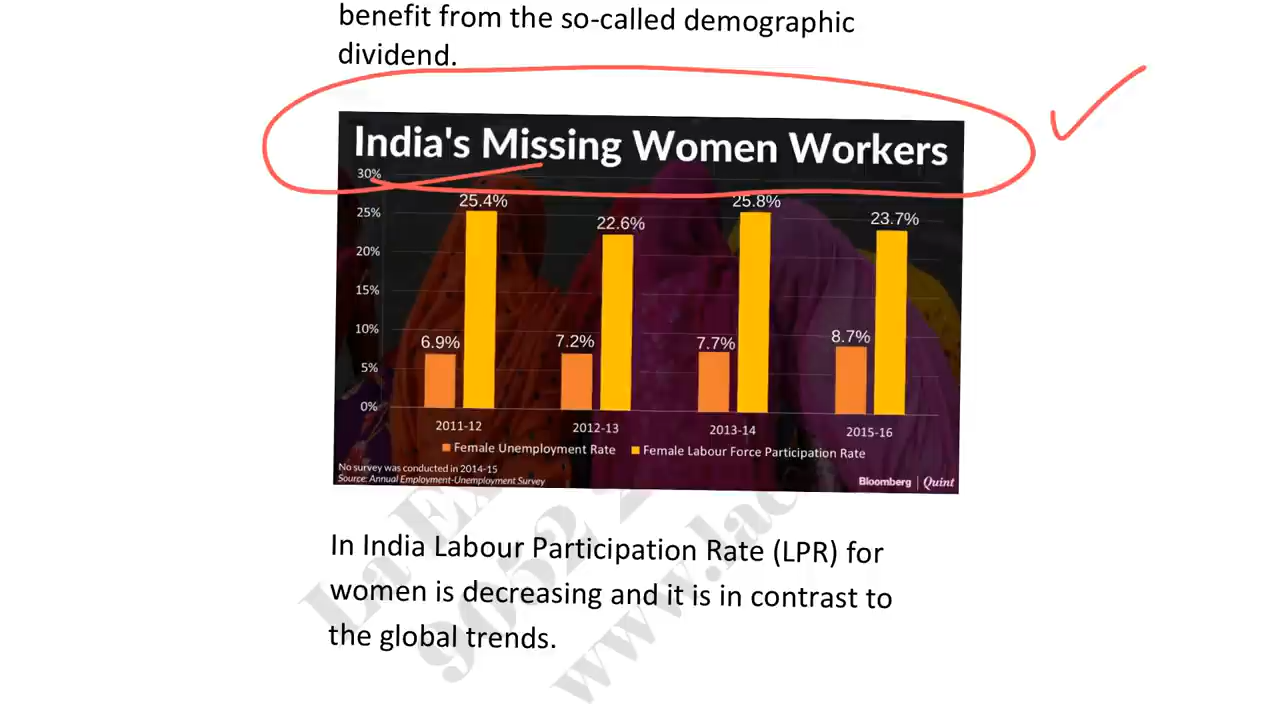 benefit from the so-called demographic
dividend.
India's Missing Women Workers
30%
25%
20%
15%
10%
5%
0%
25.4%
22.6%
25.8%
23.7%
6.9%
7.2%
7.7%
8.7%
2011-12
2012-13
2013-14
2015-16
Female Unemployment Rate
Female Labour Force Participation Rate
No survey was conducted in 2014-15
Source: Annual Employment-Unemployment Survey
Bloomberg | Quint
In India Labour Participation Rate (LPR) for
women is decreasing and it is in contrast to
the global trends.
La
9052
www.